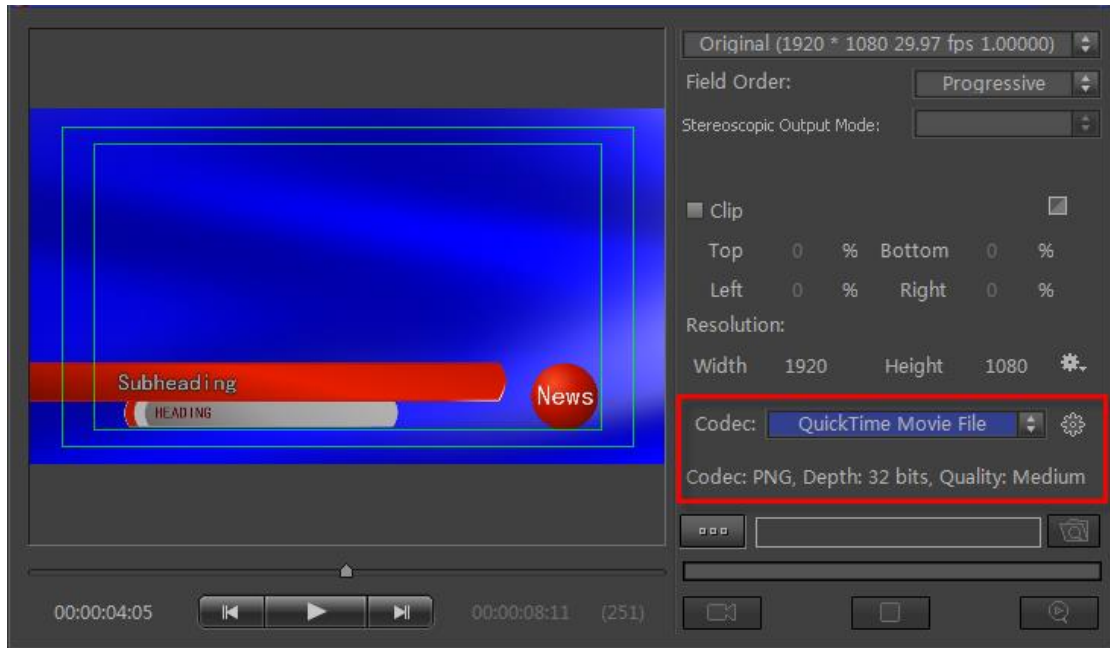 Original (1920 * 1080 29.97 fps 1.00000)
Field Order: Progressive
Stereoscopic Output Mode:
Clip
Top 0 % Bottom 0 %
Left 0 % Right 0 %
Resolution:
Width 1920 Height 1080
Subheading
HEADING
News
Codec: QuickTime Movie File
Codec: PNG, Depth: 32 bits, Quality: Medium
00:00:04:05 00:00:08:11 (251)